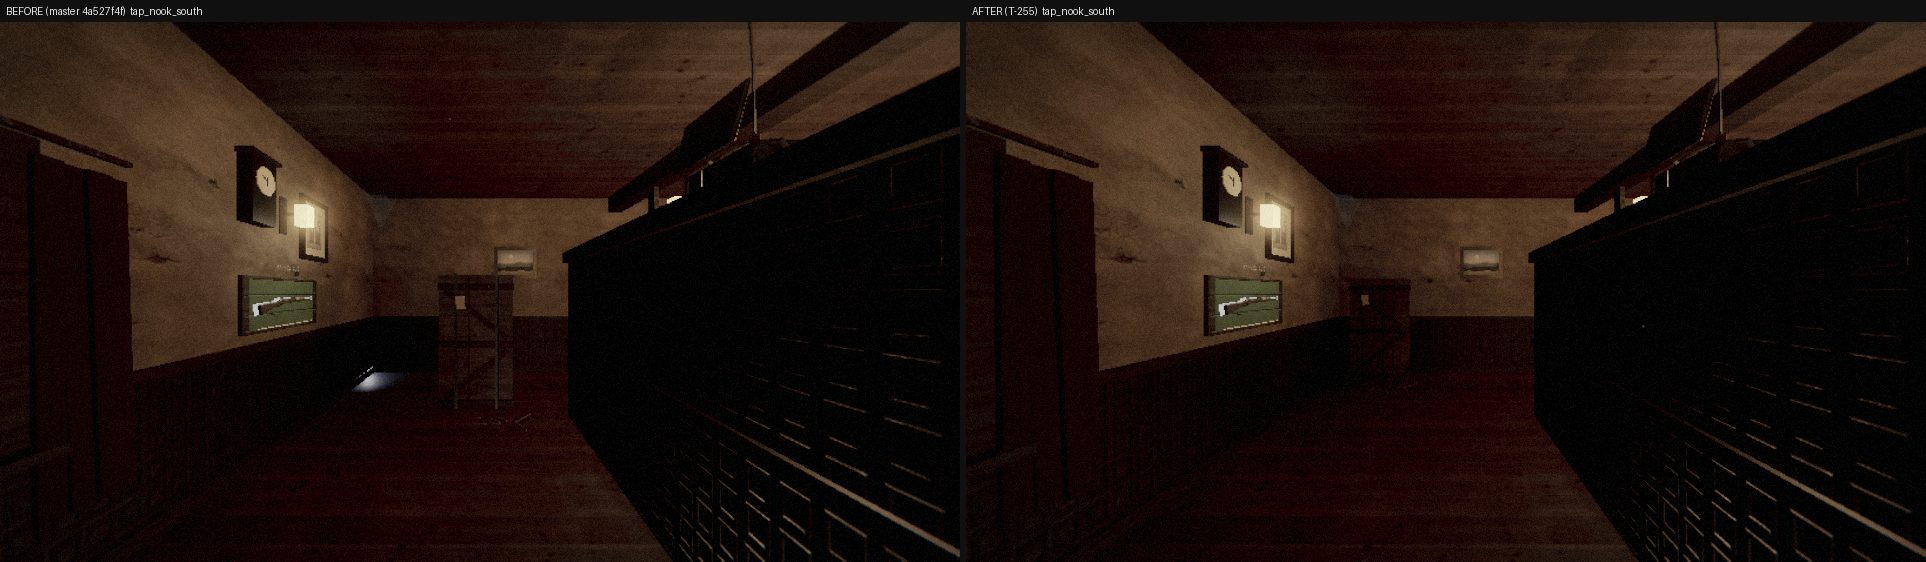 BEFORE (master 4a527f4f) tap_nook_south
AFTER (T-255) tap_nook_south